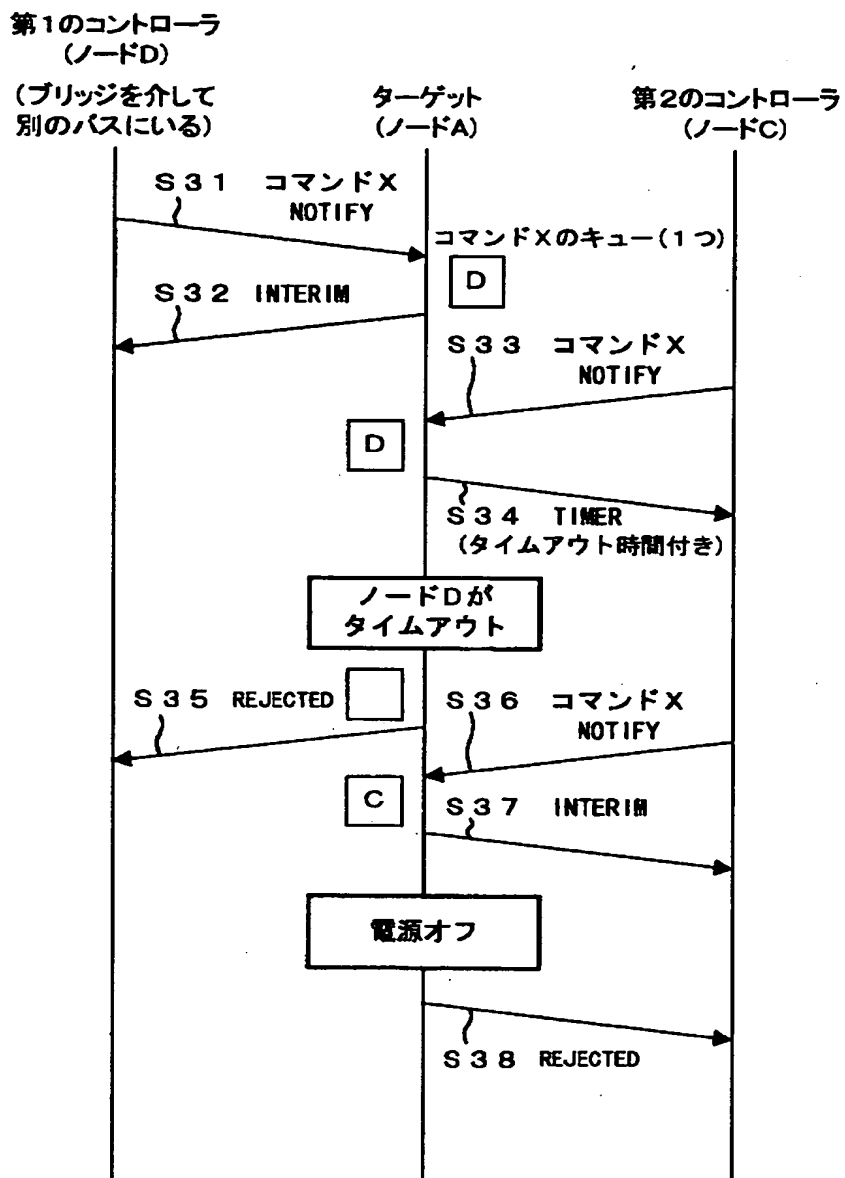 第1のコントローラ
(ノードD)
(ブリッジを介して
別のバスにいる)
ターゲット
(ノードA)
第2のコントローラ
(ノードC)
S31 コマンドX
NOTIFY
コマンドXのキュー(1つ)
D
S32 INTERIM
S33 コマンドX
NOTIFY
D
S34 TIMER
(タイムアウト時間付き)
ノードDが
タイムアウト
S35 REJECTED
S36 コマンドX
NOTIFY
C
S37 INTERIM
電源オフ
S38 REJECTED